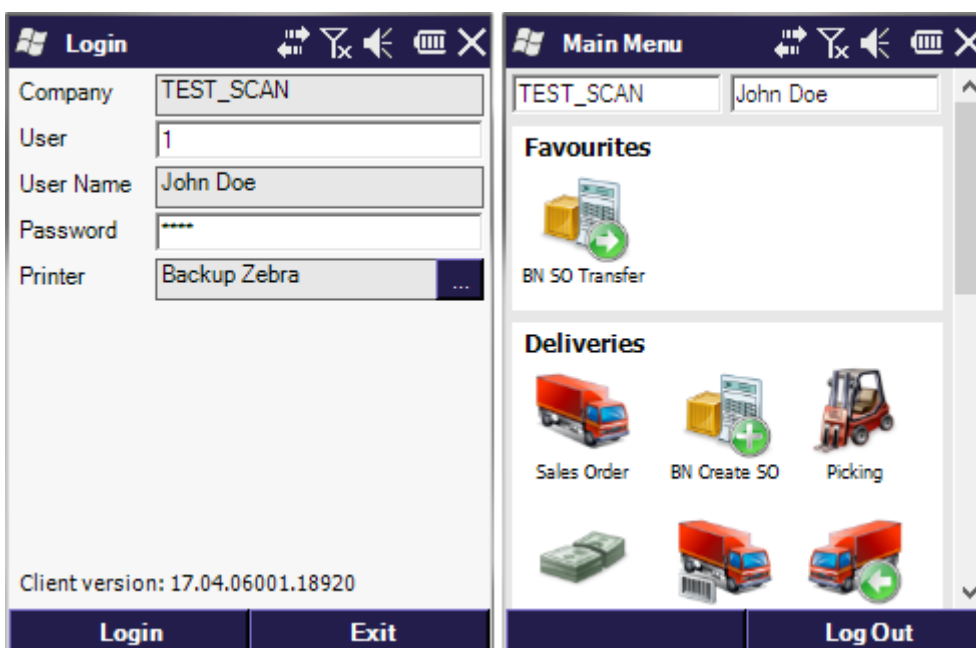 Login
Company TEST_SCAN
User 1
User Name John Doe
Password ****
Printer Backup Zebra ...
Client version: 17.04.06001.18920
Login Exit
Main Menu
TEST_SCAN John Doe
Favourites
BN SO Transfer
Deliveries
Sales Order BN Create SO Picking
Log Out